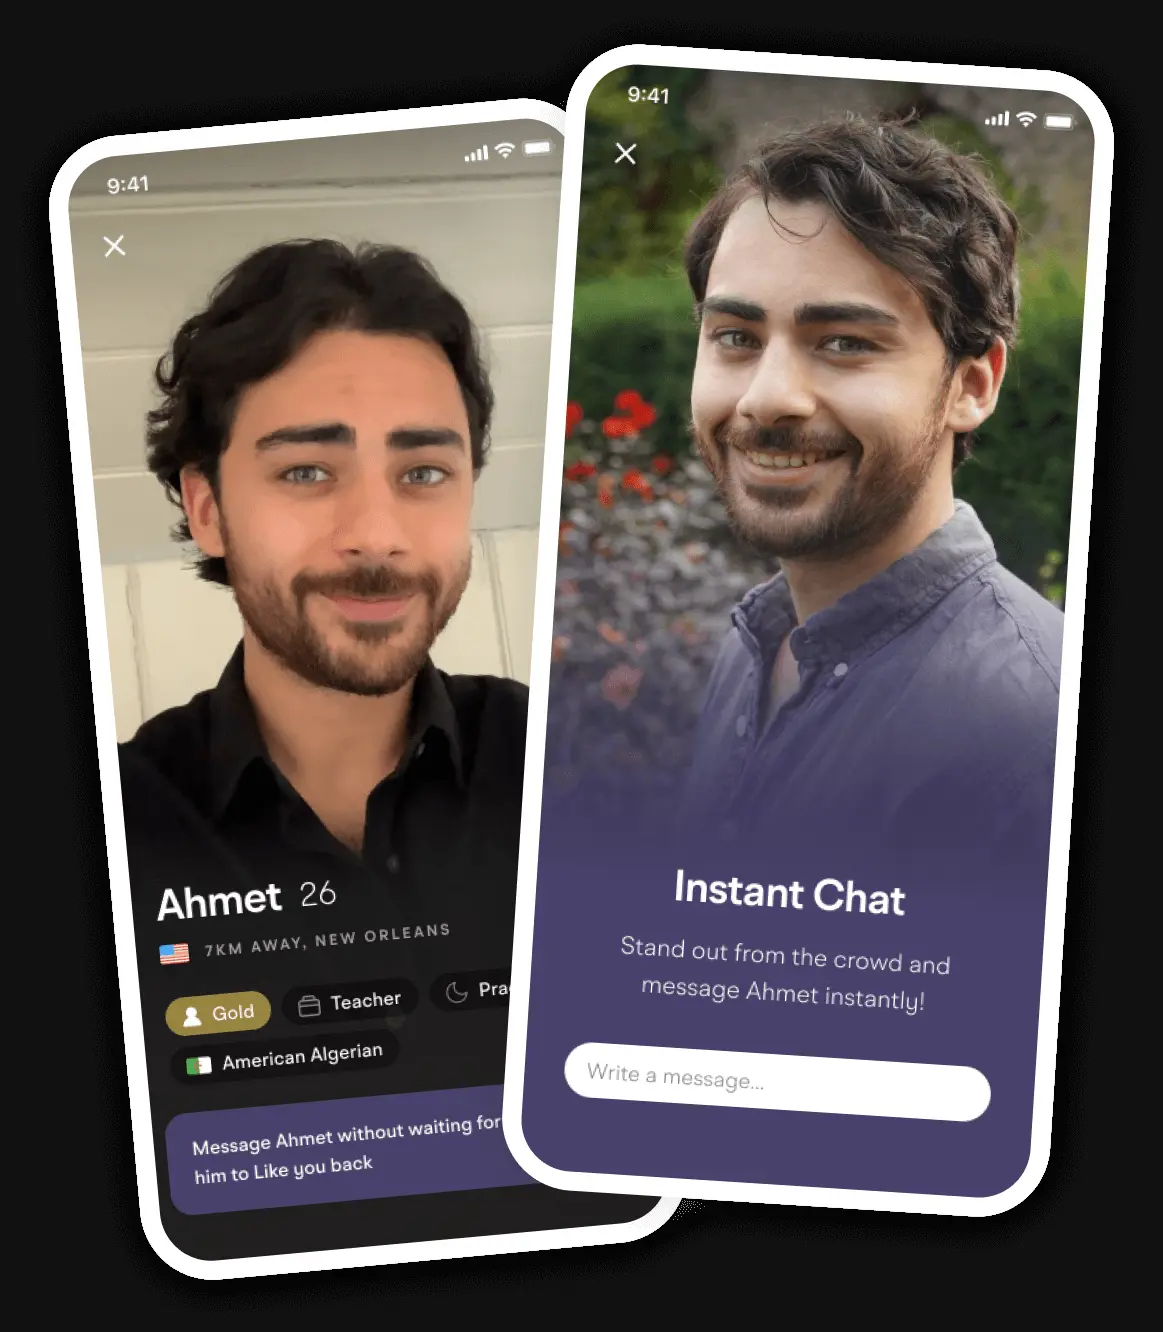 9:41
Ahmet 26
7KM AWAY, NEW ORLEANS
Gold
Teacher
American Algerian
Message Ahmet without waiting for
him to Like you back
9:41
Instant Chat
Stand out from the crowd and
message Ahmet instantly!
Write a message...